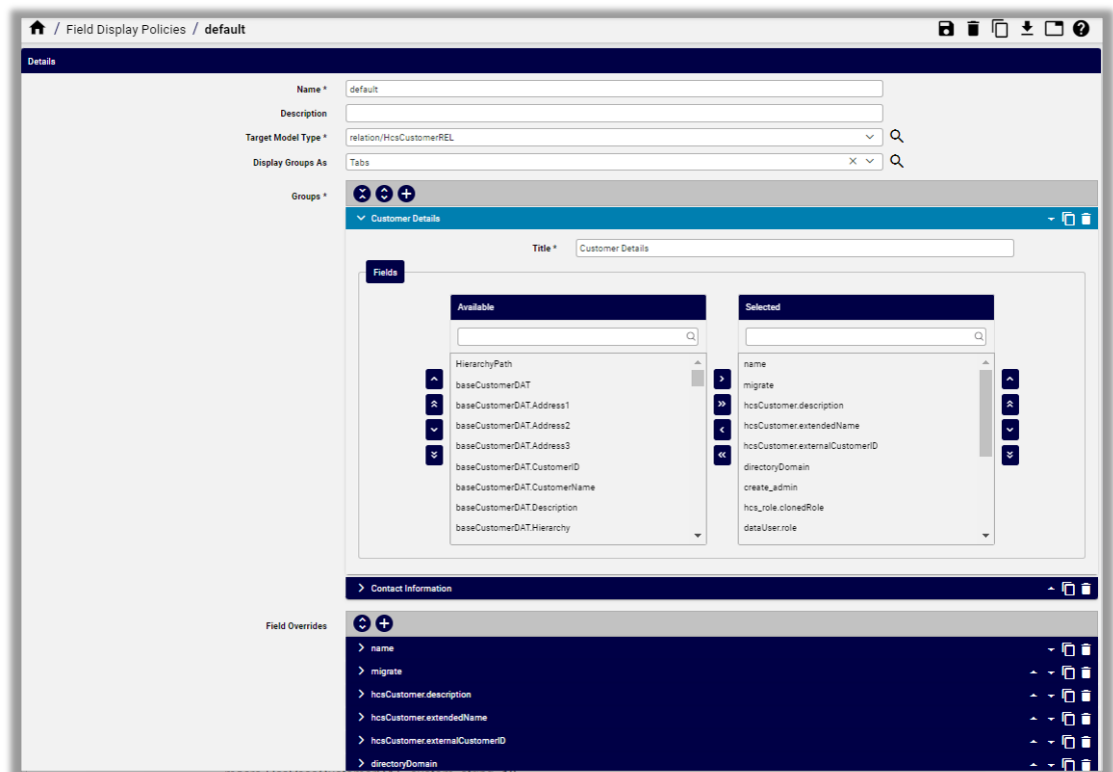 / Field Display Policies / default
Details
Name * default
Description
Target Model Type * relation/HcsCustomerREL
Display Groups As Tabs
Groups *
Customer Details
Title * Customer Details
Fields
Available Selected
HierarchyPath name
baseCustomerDAT migrate
baseCustomerDAT.Address1 hcsCustomer.description
baseCustomerDAT.Address2 hcsCustomer.extendedName
baseCustomerDAT.Address3 hcsCustomer.externalCustomerID
baseCustomerDAT.CustomerID directoryDomain
baseCustomerDAT.CustomerName create_admin
baseCustomerDAT.Description hcs_role.clonedRole
baseCustomerDAT.Hierarchy dataUser.role
Contact Information
Field Overrides
name
migrate
hcsCustomer.description
hcsCustomer.extendedName
hcsCustomer.externalCustomerID
directoryDomain